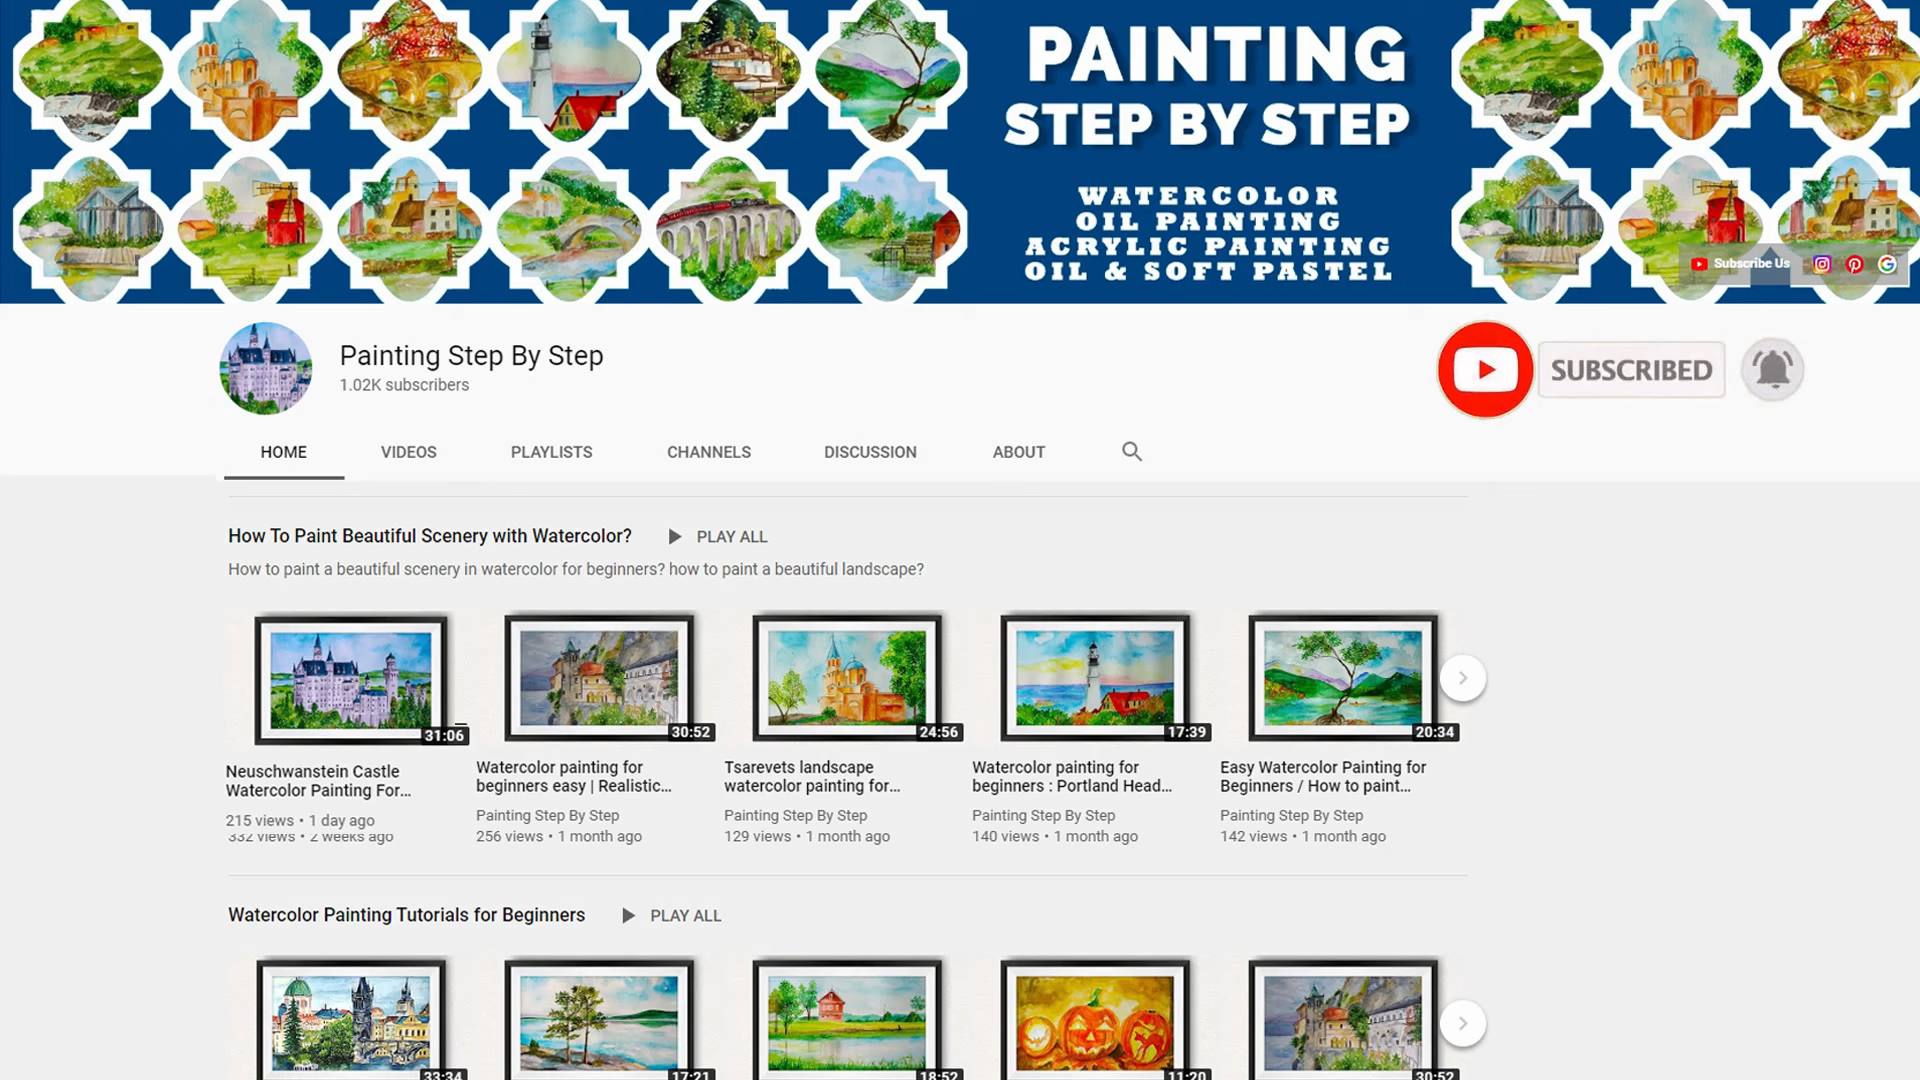 PAINTING
STEP BY STEP
WATERCOLOR
OIL PAINTING
ACRYLIC PAINTING
OIL & SOFT PASTEL
Subscribe Us
Painting Step By Step
1.02K subscribers
SUBSCRIBED
HOME VIDEOS PLAYLISTS CHANNELS DISCUSSION ABOUT
How To Paint Beautiful Scenery with Watercolor? PLAY ALL
How to paint a beautiful scenery in watercolor for beginners? how to paint a beautiful landscape?
31:06 30:52 24:56 17:39 20:34
Neuschwanstein Castle
Watercolor Painting For...
215 views • 1 day ago
332 views • 2 weeks ago
Watercolor painting for
beginners easy | Realistic...
Painting Step By Step
256 views • 1 month ago
Tsarevets landscape
watercolor painting for...
Painting Step By Step
129 views • 1 month ago
Watercolor painting for
beginners : Portland Head...
Painting Step By Step
140 views • 1 month ago
Easy Watercolor Painting for
Beginners / How to paint...
Painting Step By Step
142 views • 1 month ago
Watercolor Painting Tutorials for Beginners PLAY ALL
33:34 17:21 18:52 11:20 30:52